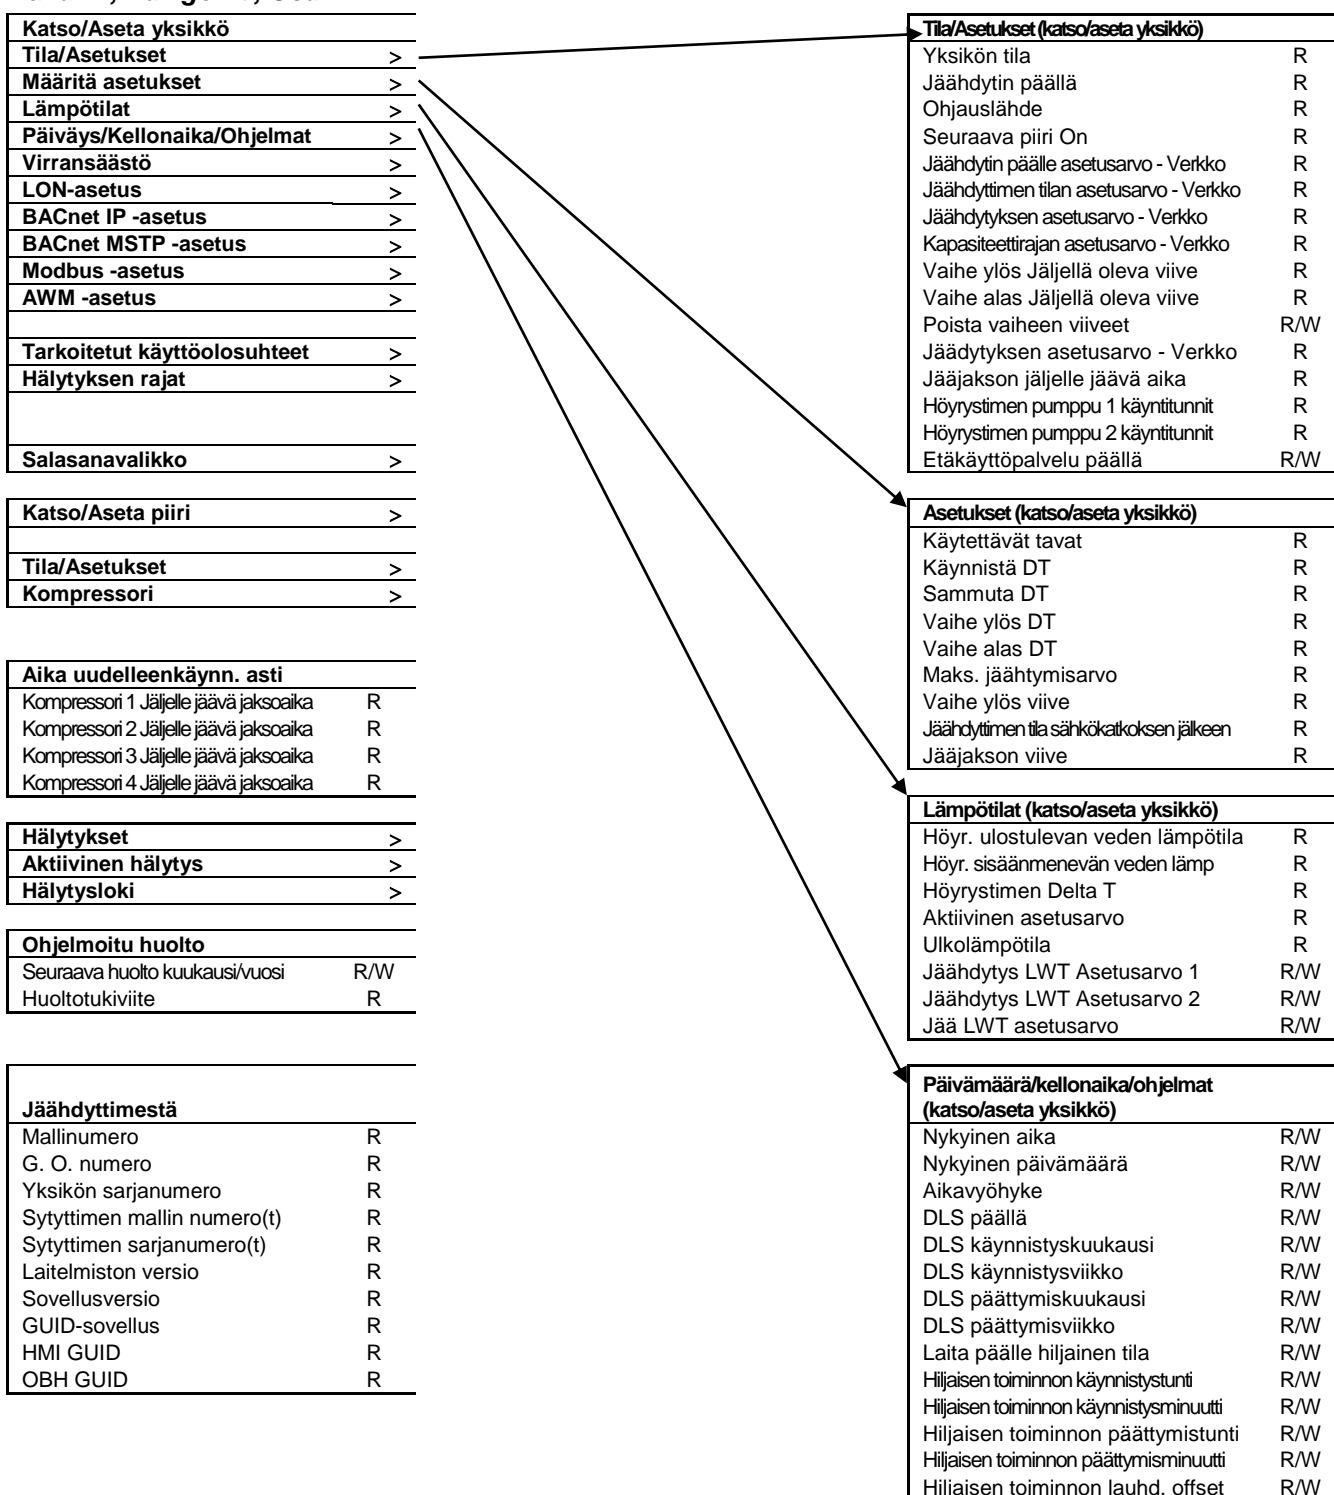 Katso/Aseta yksikkö
Tila/Asetukset >
Määritä asetukset >
Lämpötilat >
Päiväys/Kellonaika/Ohjelmat >
Virransäästö >
LON-asetus >
BACnet IP -asetus >
BACnet MSTP -asetus >
Modbus -asetus >
AWM -asetus >
Tarkoitetut käyttöolosuhteet >
Hälytyksen rajat >
Salasanavalikko >
Katso/Aseta piiri >
Tila/Asetukset >
Kompressori >
Aika uudelleenkäynn. asti
Kompressori 1 Jäljelle jäävä jaksoaika R
Kompressori 2 Jäljelle jäävä jaksoaika R
Kompressori 3 Jäljelle jäävä jaksoaika R
Kompressori 4 Jäljelle jäävä jaksoaika R
Hälytykset >
Aktiivinen hälytys >
Hälytysloki >
Ohjelmoitu huolto
Seuraava huolto kuukausi/vuosi R/W
Huoltotukiviite R
Jäähdyttimestä
Mallinumero R
G. O. numero R
Yksikön sarjanumero R
Sytyttimen mallin numero(t) R
Sytyttimen sarjanumero(t) R
Laitelmiston versio R
Sovellusversio R
GUID-sovellus R
HMI GUID R
OBH GUID R
Tila/Asetukset (katso/aseta yksikkö)
Yksikön tila R
Jäähdytin päällä R
Ohjauslähde R
Seuraava piiri On R
Jäähdytin päälle asetusarvo - Verkko R
Jäähdyttimen tilan asetusarvo - Verkko R
Jäähdytyksen asetusarvo - Verkko R
Kapasiteettirajan asetusarvo - Verkko R
Vaihe ylös Jäljellä oleva viive R
Vaihe alas Jäljellä oleva viive R
Poista vaiheen viiveet R/W
Jäädytyksen asetusarvo - Verkko R
Jääjakson jäljelle jäävä aika R
Höyrystimen pumppu 1 käyntitunnit R
Höyrystimen pumppu 2 käyntitunnit R
Etäkäyttöpalvelu päällä R/W
Asetukset (katso/aseta yksikkö)
Käytettävät tavat R
Käynnistä DT R
Sammuta DT R
Vaihe ylös DT R
Vaihe alas DT R
Maks. jäähtymisarvo R
Vaihe ylös viive R
Jäähdyttimen tila sähkökatkoksen jälkeen R
Jääjakson viive R
Lämpötilat (katso/aseta yksikkö)
Höyr. ulostulevan veden lämpötila R
Höyr. sisäänmenevän veden lämp R
Höyrystimen Delta T R
Aktiivinen asetusarvo R
Ulkolämpötila R
Jäähdytys LWT Asetusarvo 1 R/W
Jäähdytys LWT Asetusarvo 2 R/W
Jää LWT asetusarvo R/W
Päivämäärä/kellonaika/ohjelmat
(katso/aseta yksikkö)
Nykyinen aika R/W
Nykyinen päivämäärä R/W
Aikavyöhyke R/W
DLS päällä R/W
DLS käynnistyskuukausi R/W
DLS käynnistysviikko R/W
DLS päättymiskuukausi R/W
DLS päättymisviikko R/W
Laita päälle hiljainen tila R/W
Hiljaisen toiminnon käynnistystunti R/W
Hiljaisen toiminnon käynnistysminuutti R/W
Hiljaisen toiminnon päättymistunti R/W
Hiljaisen toiminnon päättymisminuutti R/W
Hiljaisen toiminnon lauhd. offset R/W